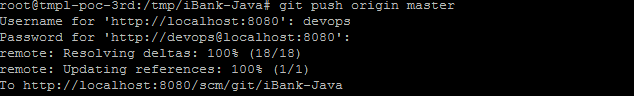 root@tmpl-poc-3rd:/tmp/iBank-Java# git push origin master
Username for 'http://localhost:8080': devops
Password for 'http://devops@localhost:8080':
remote: Resolving deltas: 100% (18/18)
remote: Updating references: 100% (1/1)
To http://localhost:8080/scm/git/iBank-Java